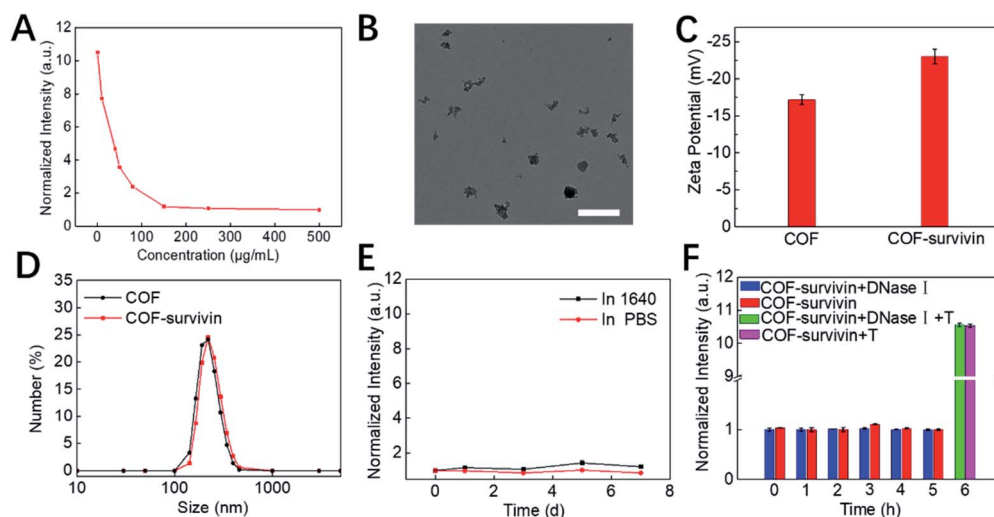 A
Normalized Intensity (a.u.)
12
10
8
6
4
2
0
0
100
200
300
400
500
Concentration (μg/mL)
B
C
Zeta Potential (mV)
-25
-20
-15
-10
-5
0
COF
COF-survivin
D
Number (%)
35
30
25
20
15
10
5
0
COF
COF-survivin
10
100
1000
Size (nm)
E
Normalized Intensity (a.u.)
12
10
8
6
4
2
In 1640
In PBS
0
2
4
6
8
Time (d)
F
Normalized Intensity (a.u.)
12
11
10
9
1
0
COF-survivin+DNase I
COF-survivin
COF-survivin+DNase I +T
COF-survivin+T
0
1
2
3
4
5
6
Time (h)